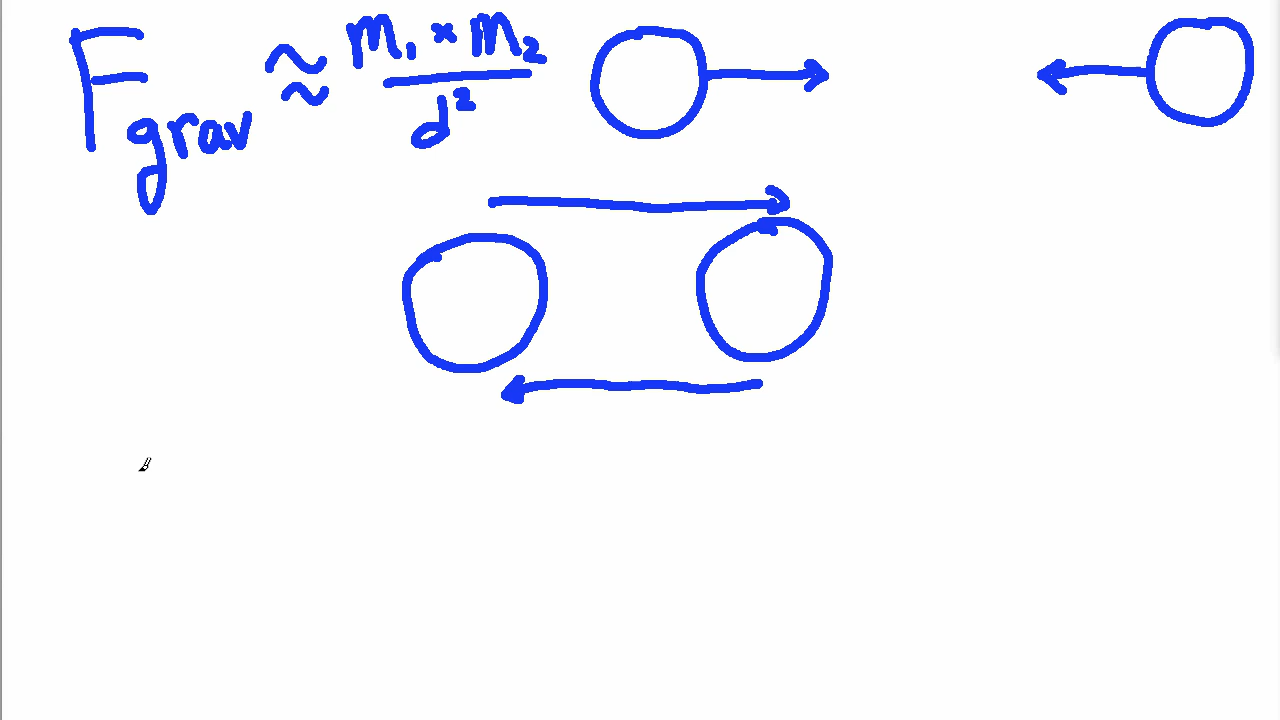 F_grav ≈ m₁ × m₂ / d²